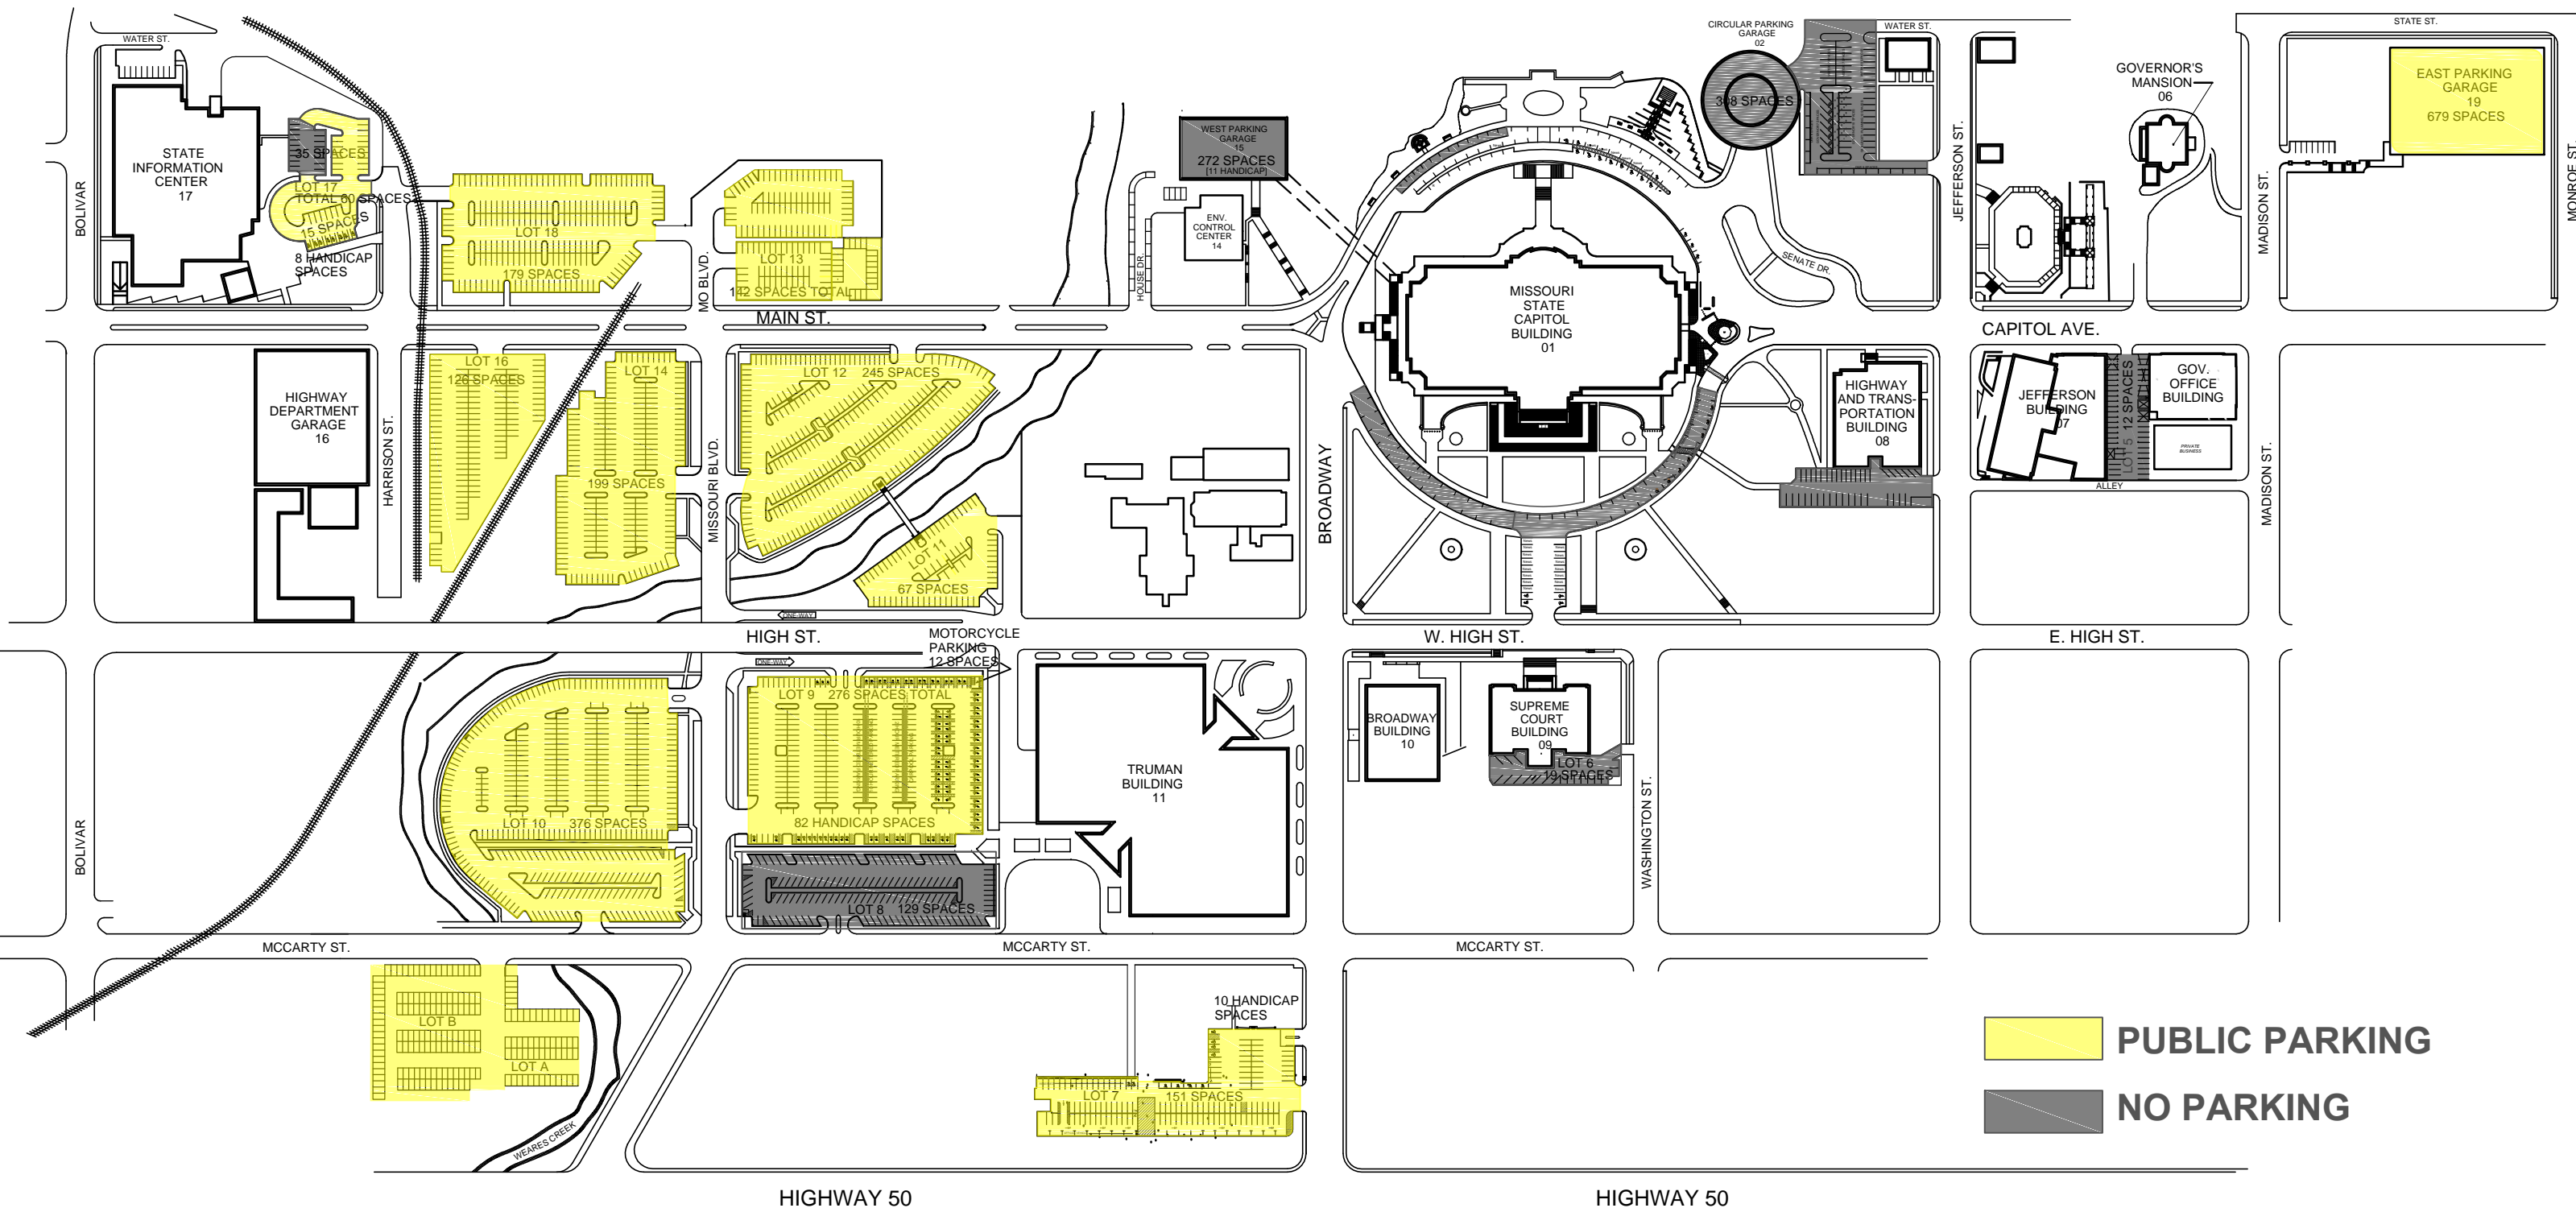 WATER ST.
CIRCULAR PARKING
GARAGE
02
WATER ST.
STATE ST.
STATE
INFORMATION
CENTER
17
35 SPACES
LOT 17
TOTAL 60 SPACES
15 SPACES
8 HANDICAP
SPACES
BOLIVAR
LOT 18
179 SPACES
MO BLVD.
LOT 13
142 SPACES TOTAL
HOUSE DR.
WEST PARKING
GARAGE
15
272 SPACES
[11 HANDICAP]
ENV.
CONTROL
CENTER
14
MISSOURI
STATE
CAPITOL
BUILDING
01
SENATE DR.
JEFFERSON ST.
GOVERNOR'S
MANSION
06
MADISON ST.
EAST PARKING
GARAGE
19
679 SPACES
MONROE ST.
MAIN ST.
CAPITOL AVE.
HIGHWAY
DEPARTMENT
GARAGE
16
HARRISON ST.
LOT 16
126 SPACES
LOT 14
199 SPACES
MISSOURI BLVD.
LOT 12 245 SPACES
LOT 11
67 SPACES
BROADWAY
HIGHWAY
AND TRANS-
PORTATION
BUILDING
08
JEFFERSON
BUILDING
07
LOT 5 12 SPACES
GOV.
OFFICE
BUILDING
PRIVATE
BUSINESS
ALLEY
MADISON ST.
ONE-WAY
HIGH ST.
W. HIGH ST.
E. HIGH ST.
ONE-WAY
MOTORCYCLE
PARKING
12 SPACES
LOT 9 276 SPACES TOTAL
82 HANDICAP SPACES
LOT 10 376 SPACES
LOT 8 129 SPACES
TRUMAN
BUILDING
11
BROADWAY
BUILDING
10
SUPREME
COURT
BUILDING
09
LOT 6
19 SPACES
WASHINGTON ST.
BOLIVAR
MCCARTY ST.
MCCARTY ST.
MCCARTY ST.
LOT B
LOT A
WEARES CREEK
10 HANDICAP
SPACES
LOT 7 151 SPACES
PUBLIC PARKING
NO PARKING
HIGHWAY 50
HIGHWAY 50